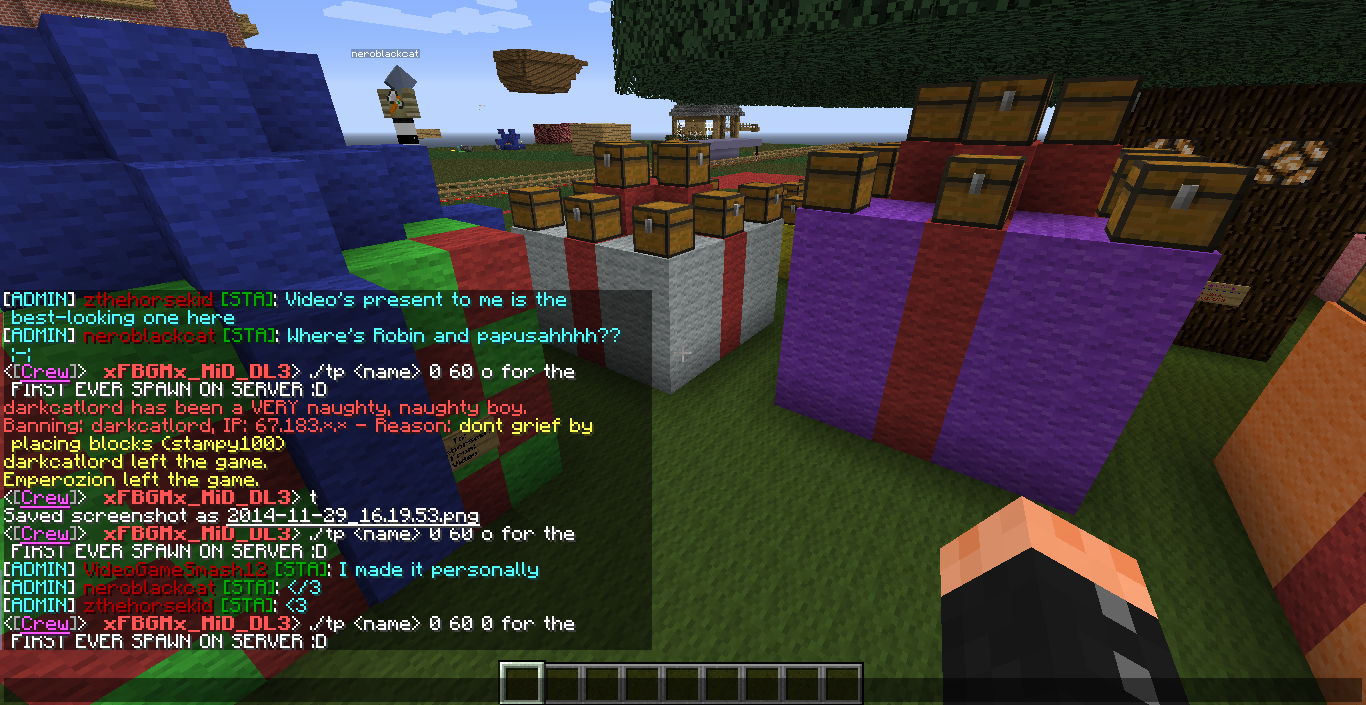 neroblackcat
[ADMIN] zthehorsekid [STA]: Video's present to me is the
best-looking one here
[ADMIN] neroblackcat [STA]: Where's Robin and papusahhhh??
;-;
<[Crew]> xFBGMx_MiD_DL3> ./tp <name> 0 60 o for the
FIRST EVER SPAWN ON SERVER :D
darkcatlord has been a VERY naughty, naughty boy.
Banning: darkcatlord, IP: 67.183.×.× - Reason: dont grief by
placing blocks (stampy100)
darkcatlord left the game.
Emperozion left the game.
<[Crew]> xFBGMx_MiD_DL3> t
Saved screenshot as 2014-11-29_16.19.53.png
<[Crew]> xFBGMx_MiD_DL3> ./tp <name> 0 60 o for the
FIRST EVER SPAWN ON SERVER :D
[ADMIN] VideoGameSmash12 [STA]: I made it personally
[ADMIN] neroblackcat [STA]: </3
[ADMIN] zthehorsekid [STA]: <3
<[Crew]> xFBGMx_MiD_DL3> ./tp <name> 0 60 0 for the
FIRST EVER SPAWN ON SERVER :D
To:
From:
Video